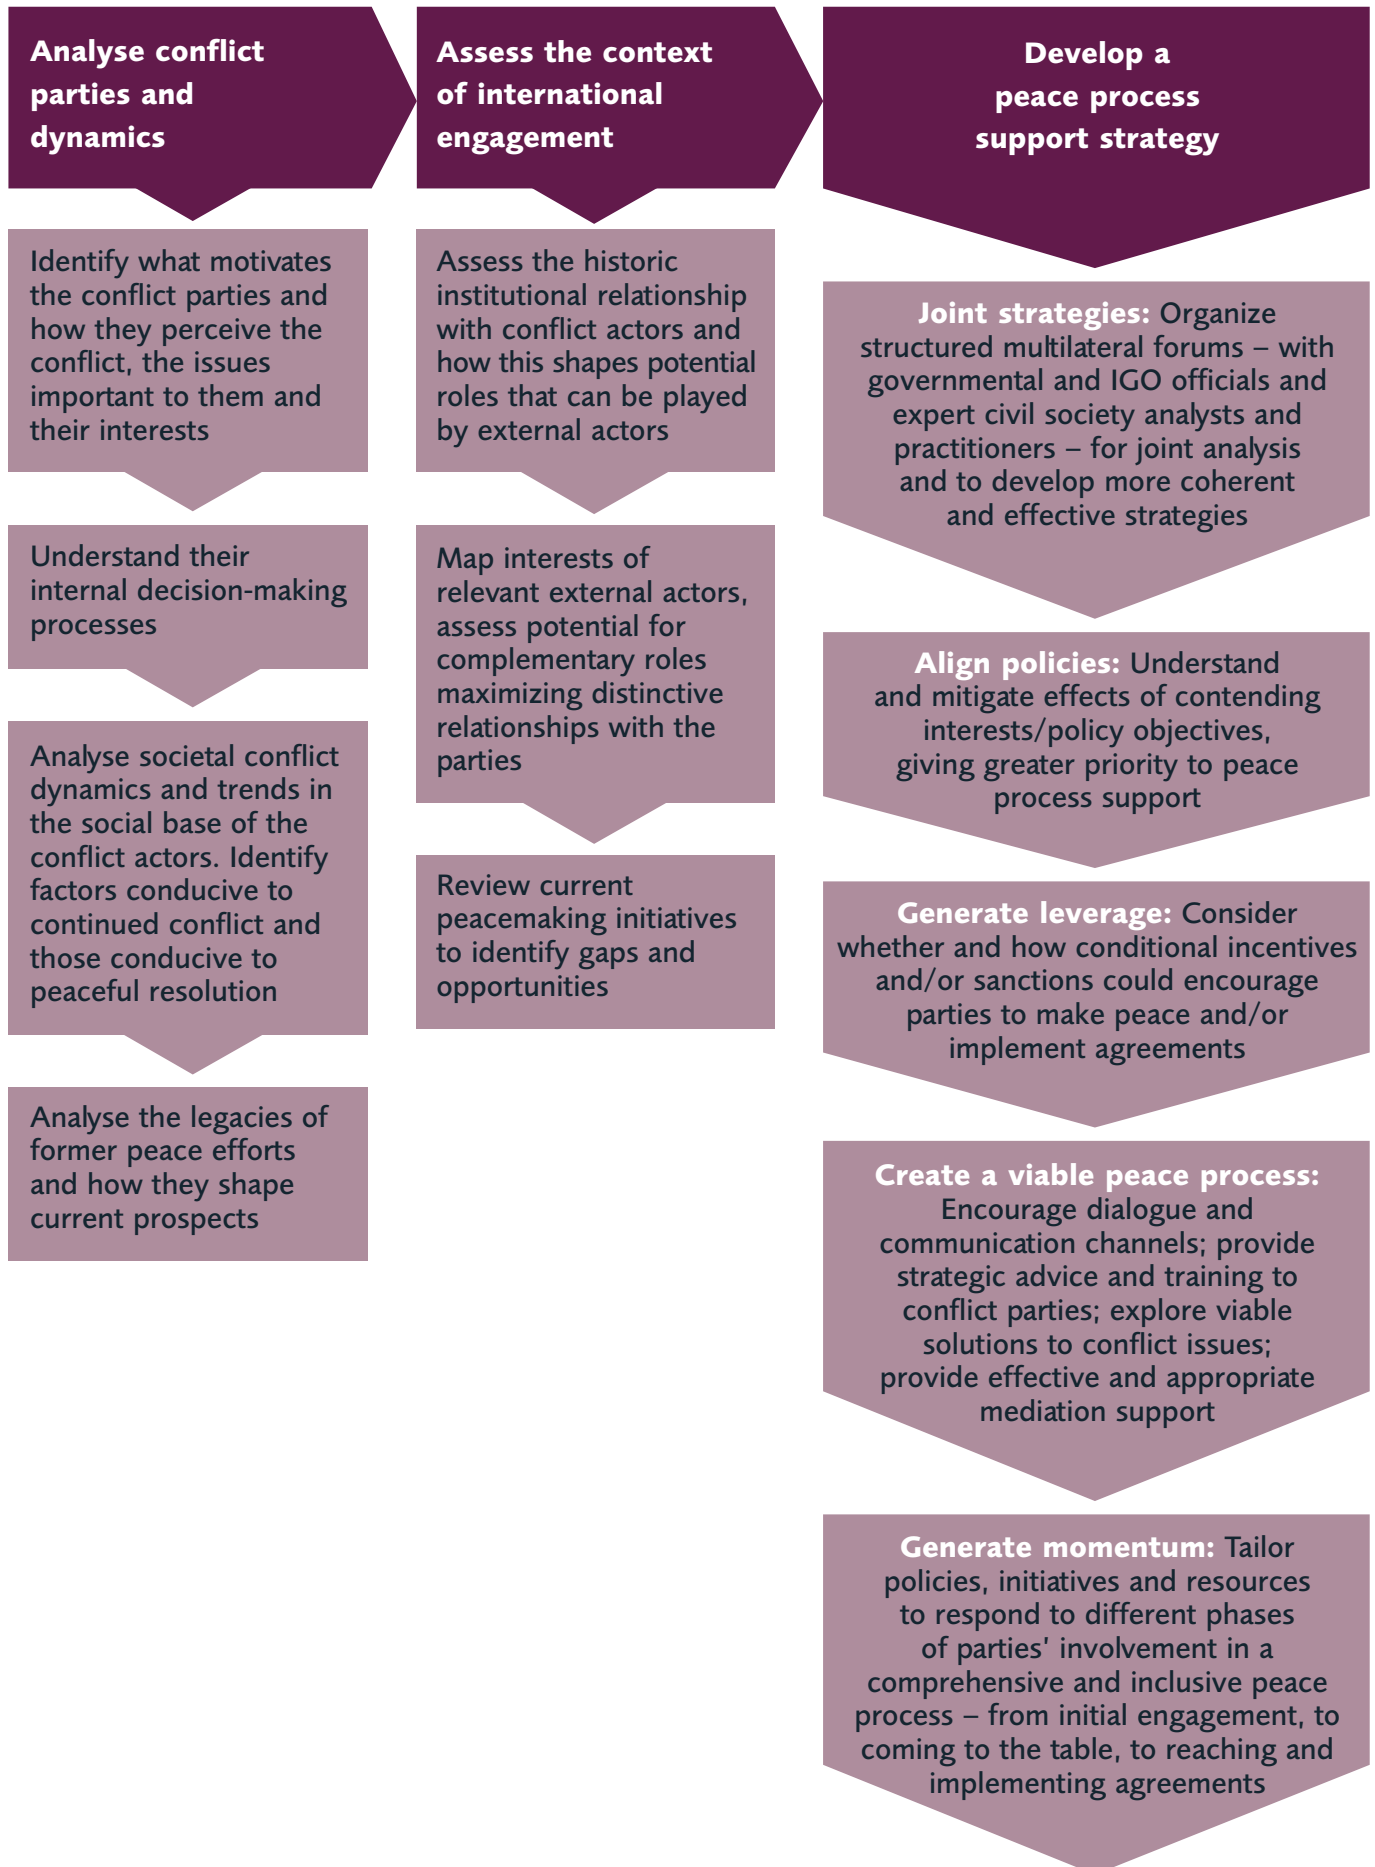 Analyse conflict
parties and
dynamics
Identify what motivates
the conflict parties and
how they perceive the
conflict, the issues
important to them and
their interests
Understand their
internal decision-making
processes
Analyse societal conflict
dynamics and trends in
the social base of the
conflict actors. Identify
factors conducive to
continued conflict and
those conducive to
peaceful resolution
Analyse the legacies of
former peace efforts
and how they shape
current prospects
Assess the context
of international
engagement
Assess the historic
institutional relationship
with conflict actors and
how this shapes potential
roles that can be played
by external actors
Map interests of
relevant external actors,
assess potential for
complementary roles
maximizing distinctive
relationships with the
parties
Review current
peacemaking initiatives
to identify gaps and
opportunities
Develop a
peace process
support strategy
Joint strategies: Organize
structured multilateral forums – with
governmental and IGO officials and
expert civil society analysts and
practitioners – for joint analysis
and to develop more coherent
and effective strategies
Align policies: Understand
and mitigate effects of contending
interests/policy objectives,
giving greater priority to peace
process support
Generate leverage: Consider
whether and how conditional incentives
and/or sanctions could encourage
parties to make peace and/or
implement agreements
Create a viable peace process:
Encourage dialogue and
communication channels; provide
strategic advice and training to
conflict parties; explore viable
solutions to conflict issues;
provide effective and appropriate
mediation support
Generate momentum: Tailor
policies, initiatives and resources
to respond to different phases
of parties' involvement in a
comprehensive and inclusive peace
process – from initial engagement, to
coming to the table, to reaching and
implementing agreements